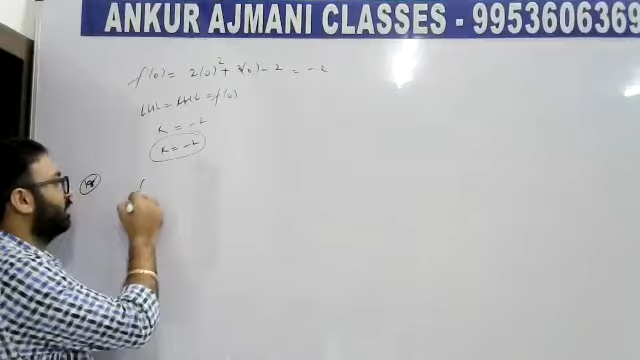 ANKUR AJMANI CLASSES - 9953606369
f(0) = 2(0)² + 3(0) - 2 = -2
LHL = RHL = f(0)
K = -2
K = -2